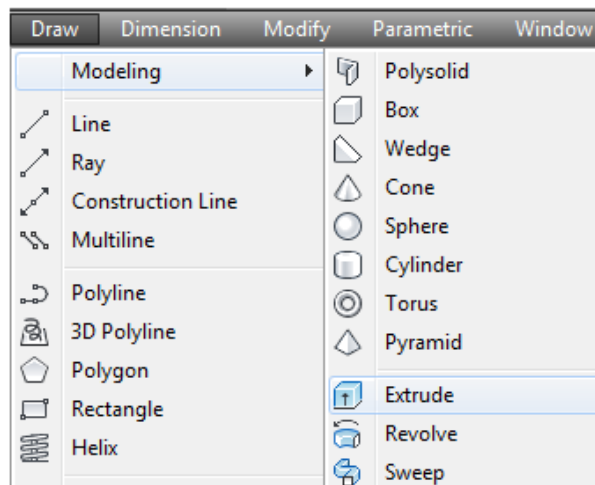 Draw Dimension Modify Parametric Window
Modeling
Line
Ray
Construction Line
Multiline
Polyline
3D Polyline
Polygon
Rectangle
Helix
Polysolid
Box
Wedge
Cone
Sphere
Cylinder
Torus
Pyramid
Extrude
Revolve
Sweep